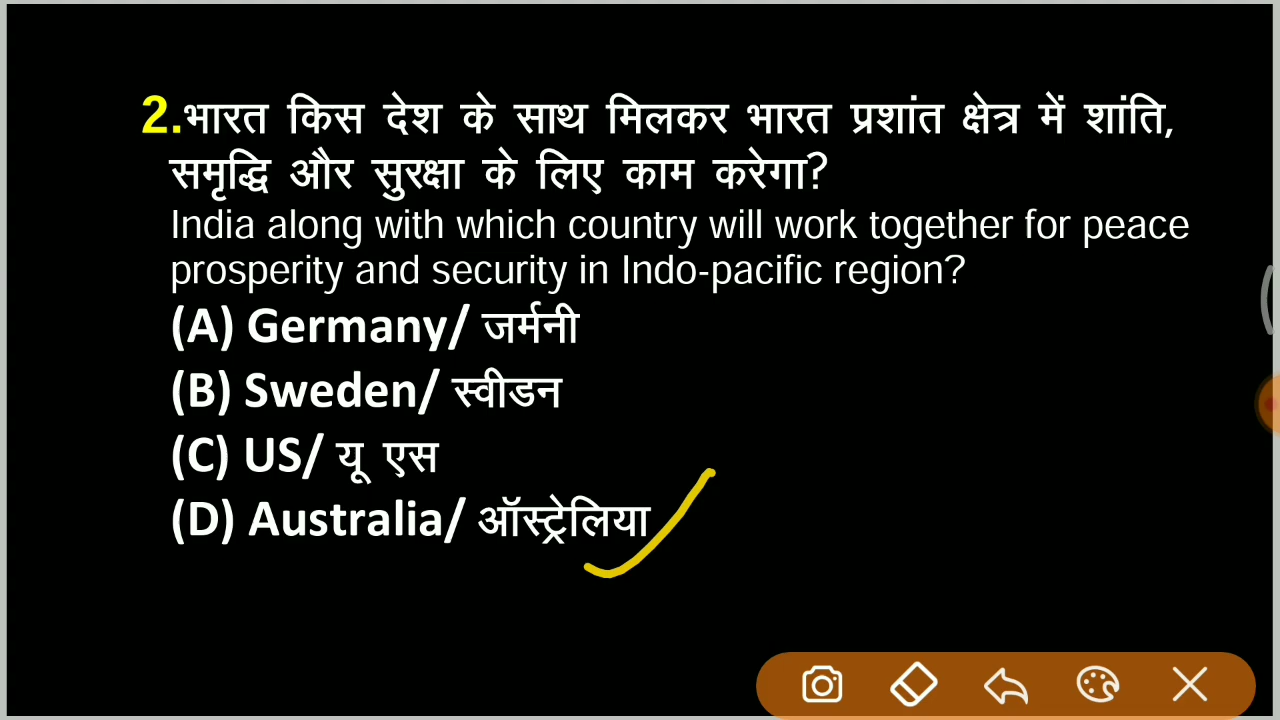 2.भारत किस देश के साथ मिलकर भारत प्रशांत क्षेत्र में शांति,
समृद्धि और सुरक्षा के लिए काम करेगा?
India along with which country will work together for peace
prosperity and security in Indo-pacific region?
(A) Germany/ जर्मनी
(B) Sweden/ स्वीडन
(C) US/ यू एस
(D) Australia/ ऑस्ट्रेलिया